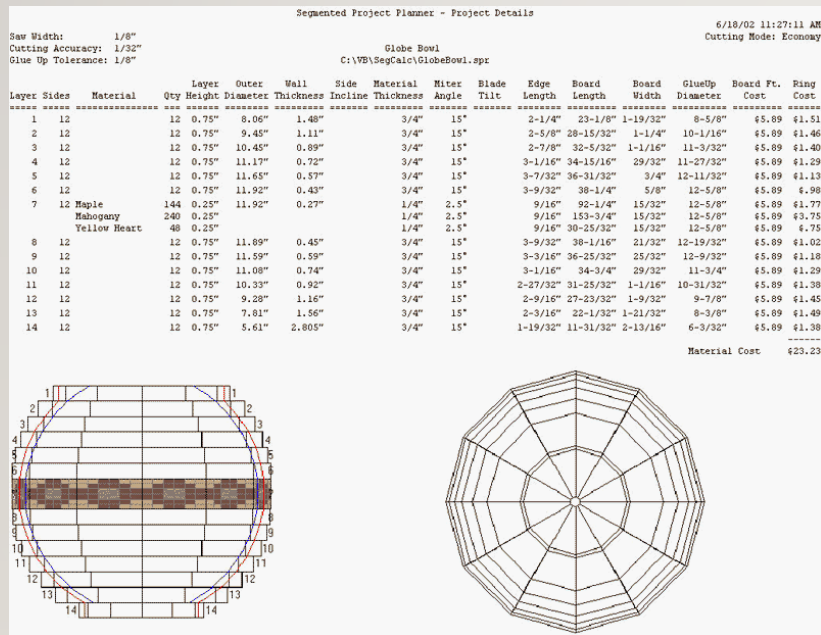 Segmented Project Planner - Project Details
6/18/02 11:27:11 AM
Saw Width: 1/8"
Cutting Mode: Economy
Cutting Accuracy: 1/32"
Globe Bowl
Glue Up Tolerance: 1/8"
C:\VB\SegCalc\GlobeBowl.spr
Layer Outer Wall Side Material Miter Blade Edge Board Board GlueUp Board Ft. Ring
Layer Sides Material Qty Height Diameter Thickness Incline Thickness Angle Tilt Length Length Width Diameter Cost Cost
1 12 12 0.75" 8.06" 1.48" 3/4" 15° 2-1/4" 23-1/8" 1-19/32" 8-5/8" $5.89 $1.51
2 12 12 0.75" 9.45" 1.11" 3/4" 15° 2-5/8" 28-15/32" 1-1/4" 10-1/16" $5.89 $1.46
3 12 12 0.75" 10.45" 0.89" 3/4" 15° 2-7/8" 32-5/32" 1-1/16" 11-3/32" $5.89 $1.40
4 12 12 0.75" 11.17" 0.72" 3/4" 15° 3-1/16" 34-15/16" 29/32" 11-27/32" $5.89 $1.29
5 12 12 0.75" 11.65" 0.57" 3/4" 15° 3-7/32" 36-31/32" 3/4" 12-11/32" $5.89 $1.13
6 12 12 0.75" 11.92" 0.43" 3/4" 15° 3-9/32" 38-1/4" 5/8" 12-5/8" $5.89 $.98
7 12 Maple 144 0.25" 11.92" 0.27" 1/4" 2.5° 9/16" 92-1/4" 15/32" 12-5/8" $5.89 $1.77
Mahogany 240 0.25" 1/4" 2.5° 9/16" 153-3/4" 15/32" 12-5/8" $5.89 $3.75
Yellow Heart 48 0.25" 1/4" 2.5° 9/16" 30-25/32" 15/32" 12-5/8" $5.89 $.75
8 12 12 0.75" 11.89" 0.45" 3/4" 15° 3-9/32" 38-1/16" 21/32" 12-19/32" $5.89 $1.02
9 12 12 0.75" 11.59" 0.59" 3/4" 15° 3-3/16" 36-25/32" 25/32" 12-9/32" $5.89 $1.18
10 12 12 0.75" 11.08" 0.74" 3/4" 15° 3-1/16" 34-3/4" 29/32" 11-3/4" $5.89 $1.29
11 12 12 0.75" 10.33" 0.92" 3/4" 15° 2-27/32" 31-25/32" 1-1/16" 10-31/32" $5.89 $1.38
12 12 12 0.75" 9.28" 1.16" 3/4" 15° 2-9/16" 27-23/32" 1-9/32" 9-7/8" $5.89 $1.45
13 12 12 0.75" 7.81" 1.56" 3/4" 15° 2-3/16" 22-1/32" 1-21/32" 8-3/8" $5.89 $1.49
14 12 12 0.75" 5.61" 2.805" 3/4" 15° 1-19/32" 11-31/32" 2-13/16" 6-3/32" $5.89 $1.38
Material Cost $23.23
1 1
2 2
3 3
4 4
5 5
6 6
8 8
9 9
10 10
11 11
12 12
13 13
14 14